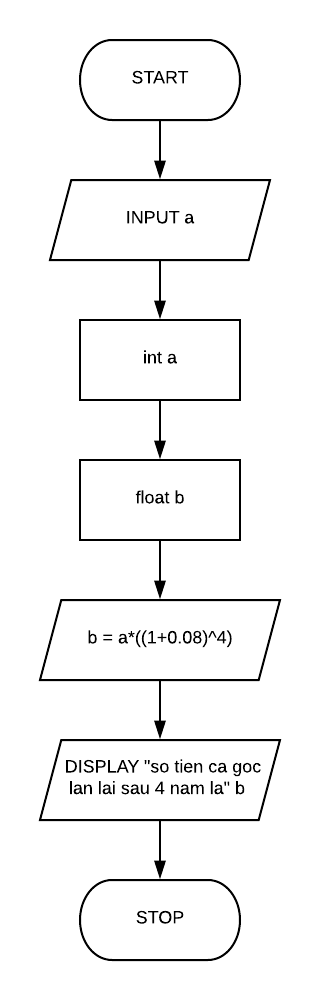 START
INPUT a
int a
float b
b = a*((1+0.08)^4)
DISPLAY "so tien ca goc
lan lai sau 4 nam la" b
STOP